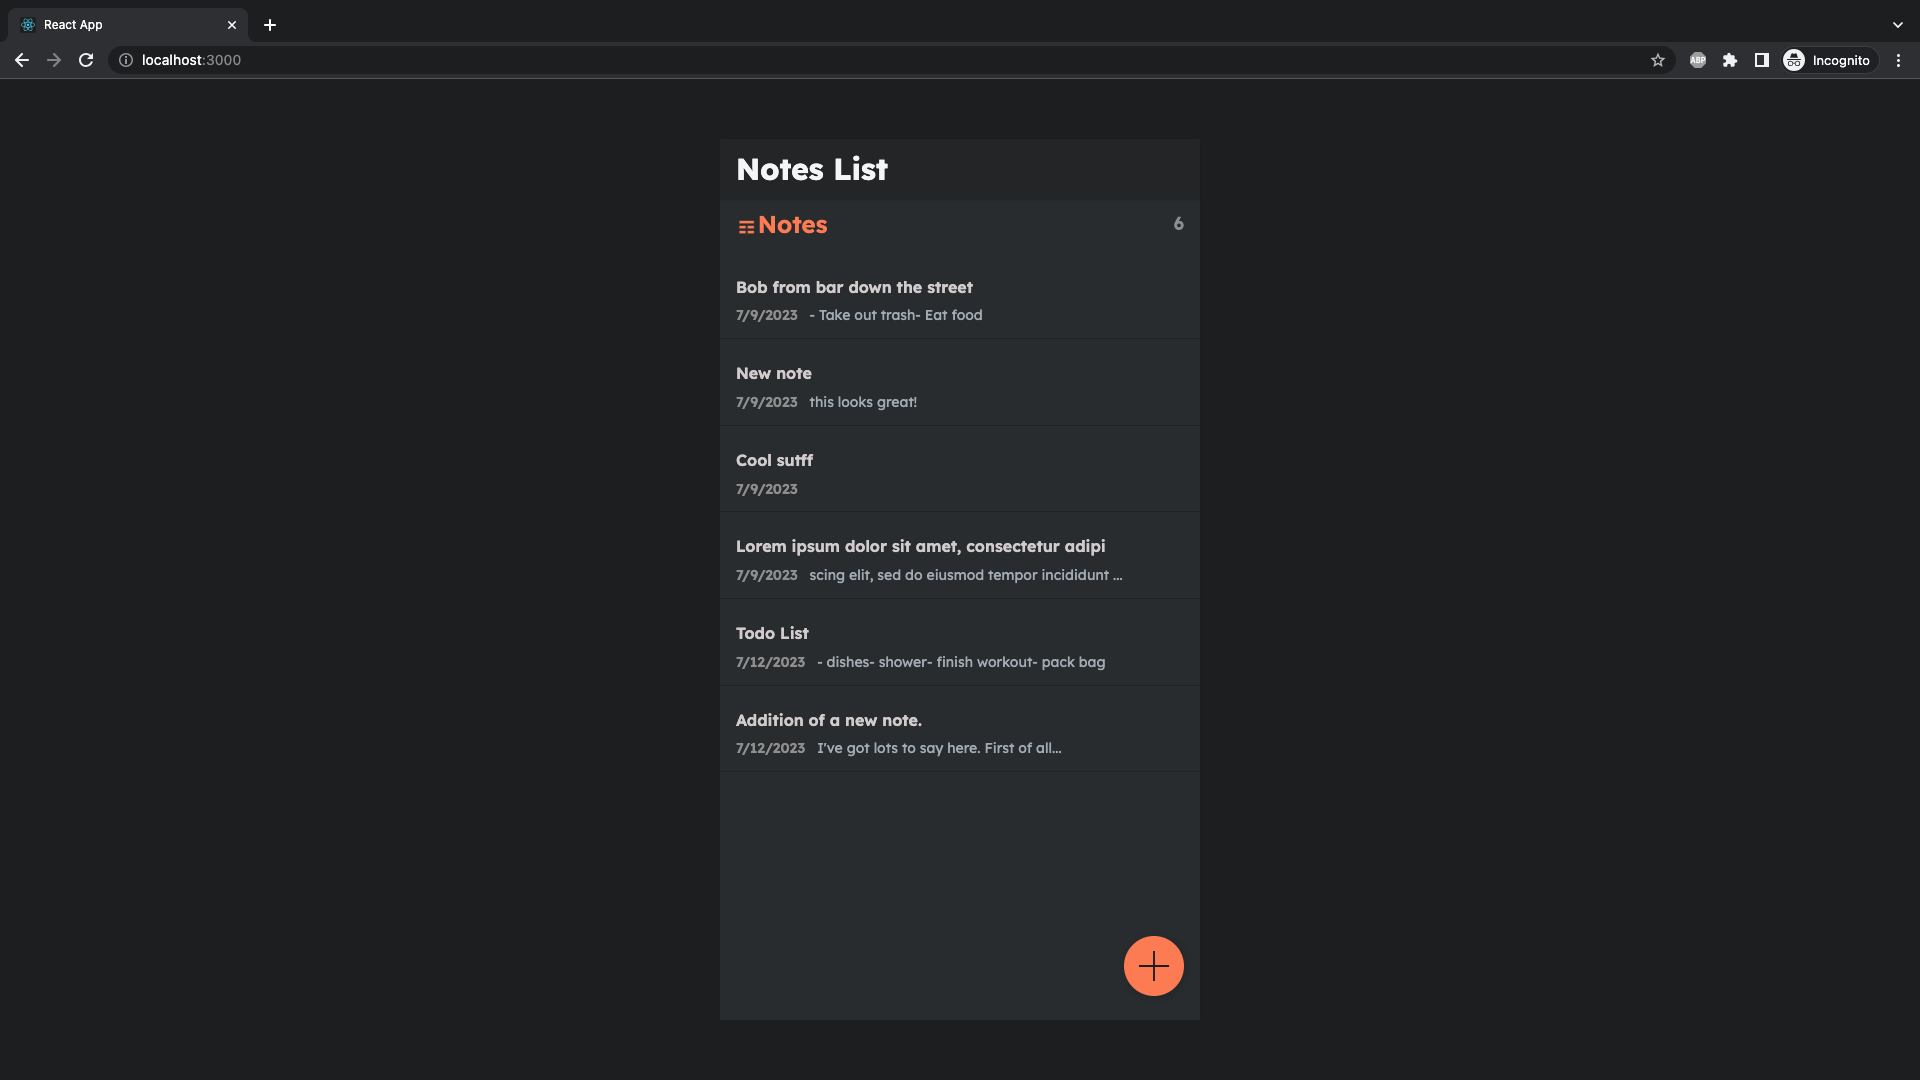 React App
localhost:3000
ABP
Incognito
Notes List
Notes
6
Bob from bar down the street
7/9/2023 - Take out trash- Eat food
New note
7/9/2023 this looks great!
Cool sutff
7/9/2023
Lorem ipsum dolor sit amet, consectetur adipi
7/9/2023 scing elit, sed do eiusmod tempor incididunt ...
Todo List
7/12/2023 - dishes- shower- finish workout- pack bag
Addition of a new note.
7/12/2023 I've got lots to say here. First of all...